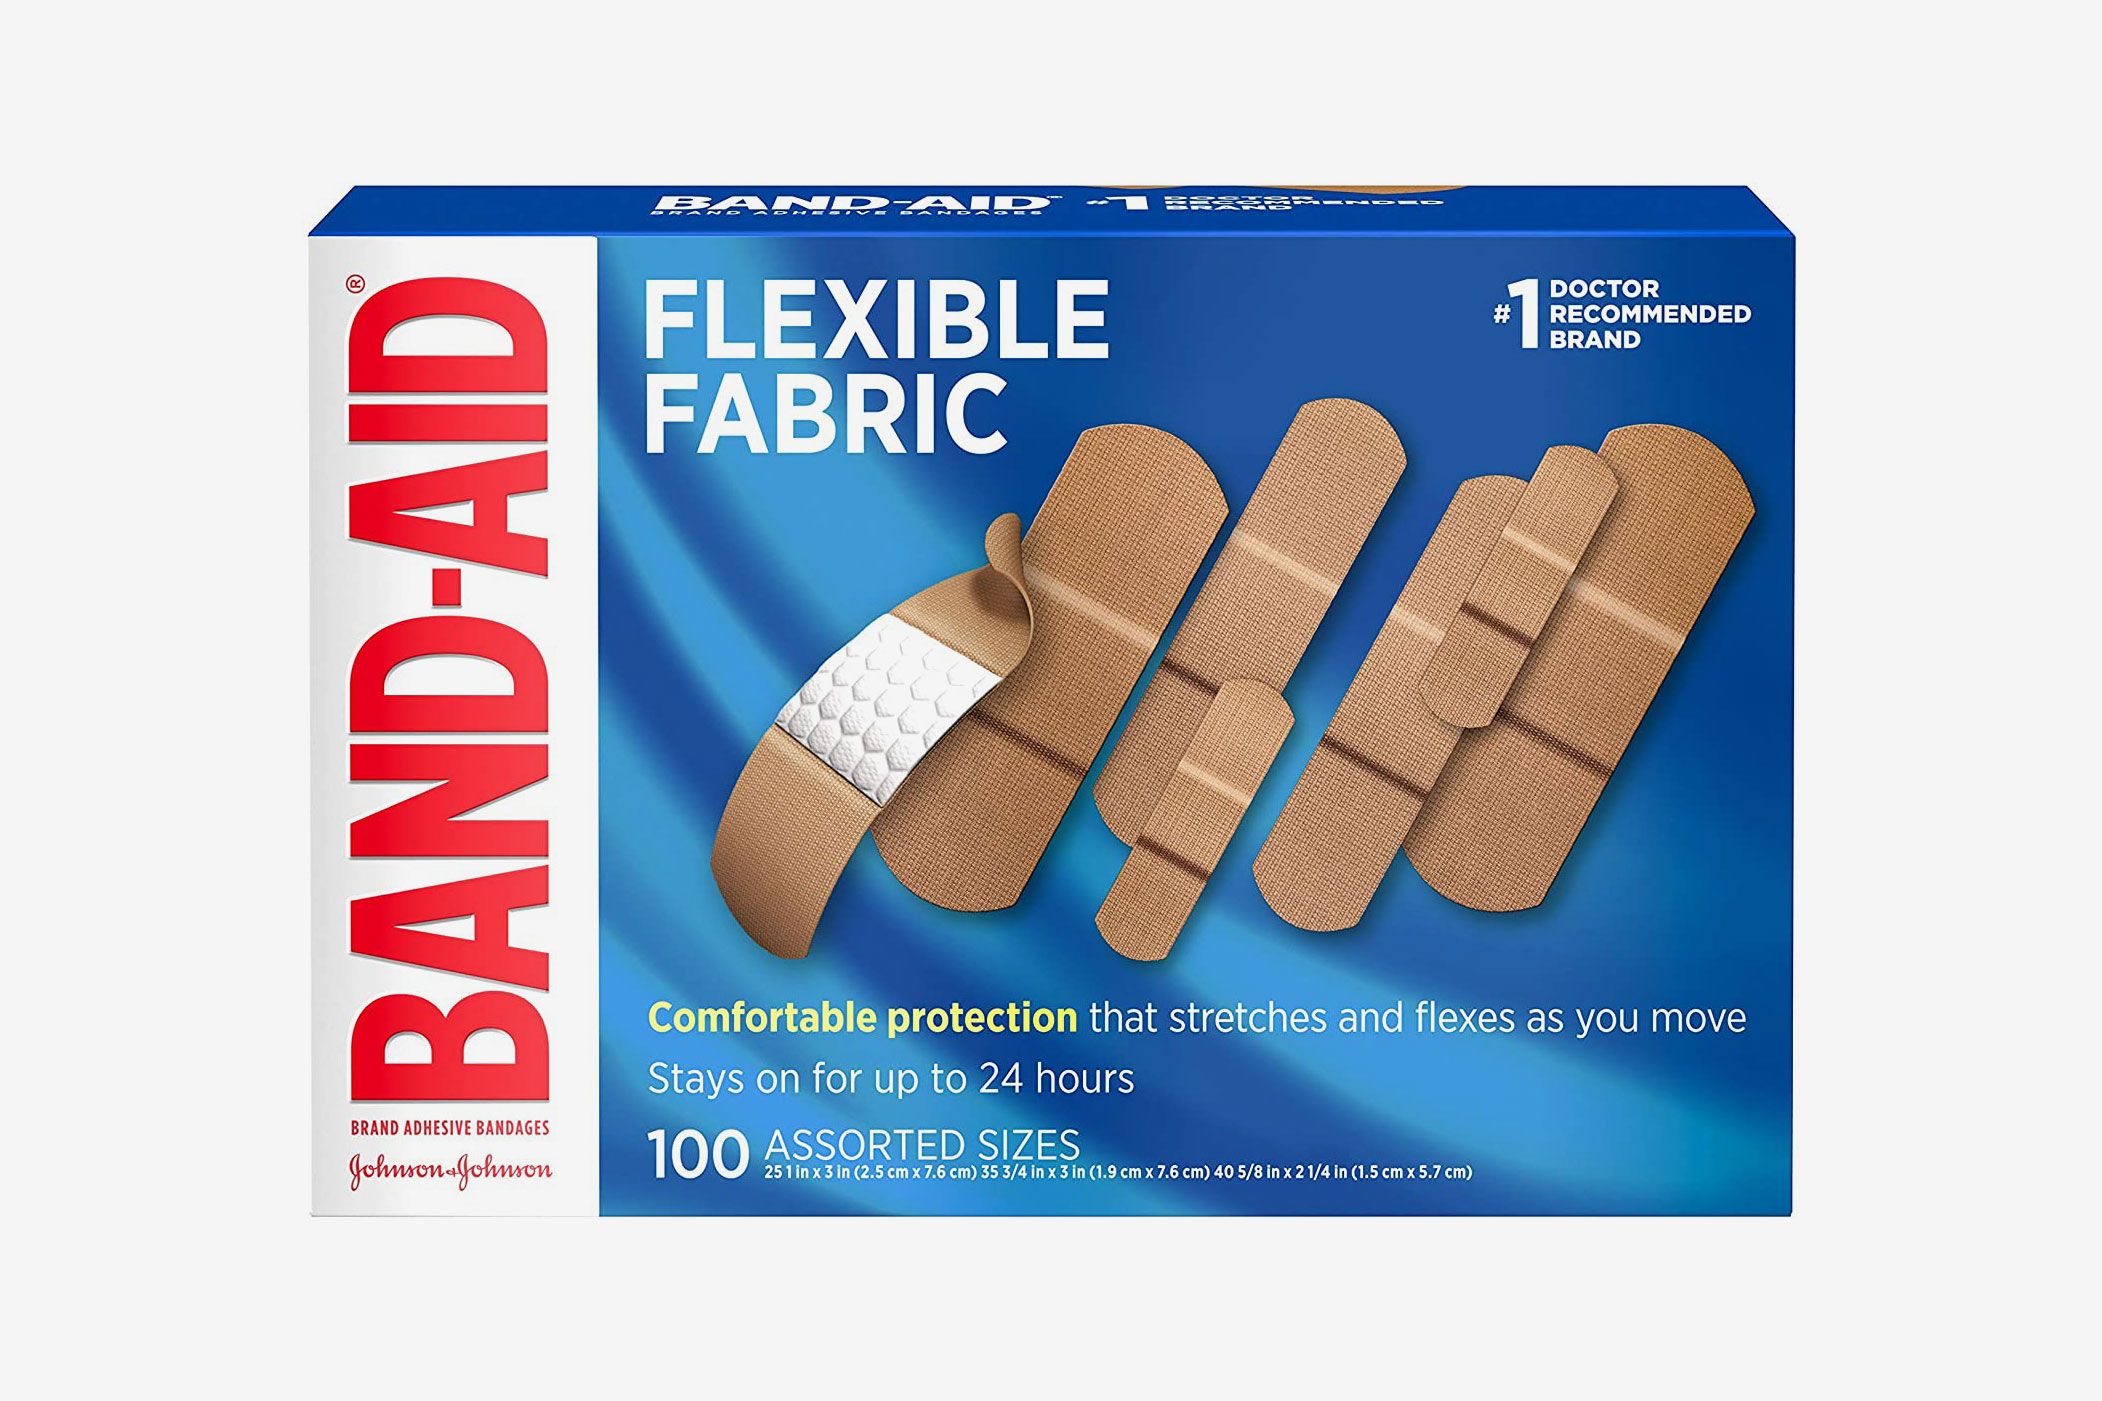 BAND-AID®
BRAND ADHESIVE BANDAGES
#1 DOCTOR
RECOMMENDED
BRAND
BAND-AID®
BRAND ADHESIVE BANDAGES
Johnson & Johnson
FLEXIBLE
FABRIC
#1 DOCTOR
RECOMMENDED
BRAND
Comfortable protection that stretches and flexes as you move
Stays on for up to 24 hours
100 ASSORTED SIZES
25 1 in x 3 in (2.5 cm x 7.6 cm) 35 3/4 in x 3 in (1.9 cm x 7.6 cm) 40 5/8 in x 2 1/4 in (1.5 cm x 5.7 cm)